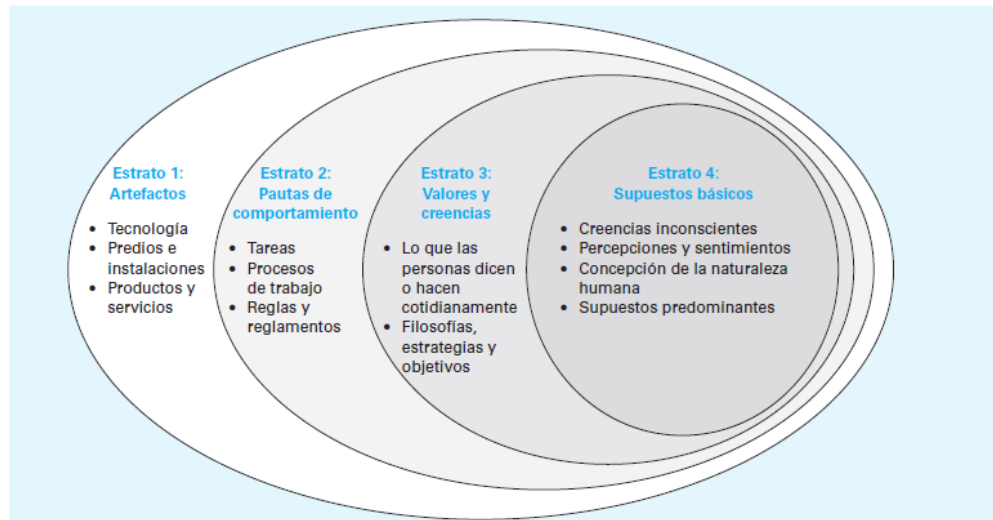 Estrato 1:
Artefactos
• Tecnología
• Predios e
instalaciones
• Productos y
servicios
Estrato 2:
Pautas de
comportamiento
• Tareas
• Procesos
de trabajo
• Reglas y
reglamentos
Estrato 3:
Valores y
creencias
• Lo que las
personas dicen
o hacen
cotidianamente
• Filosofías,
estrategias y
objetivos
Estrato 4:
Supuestos básicos
• Creencias inconscientes
• Percepciones y sentimientos
• Concepción de la naturaleza
humana
• Supuestos predominantes